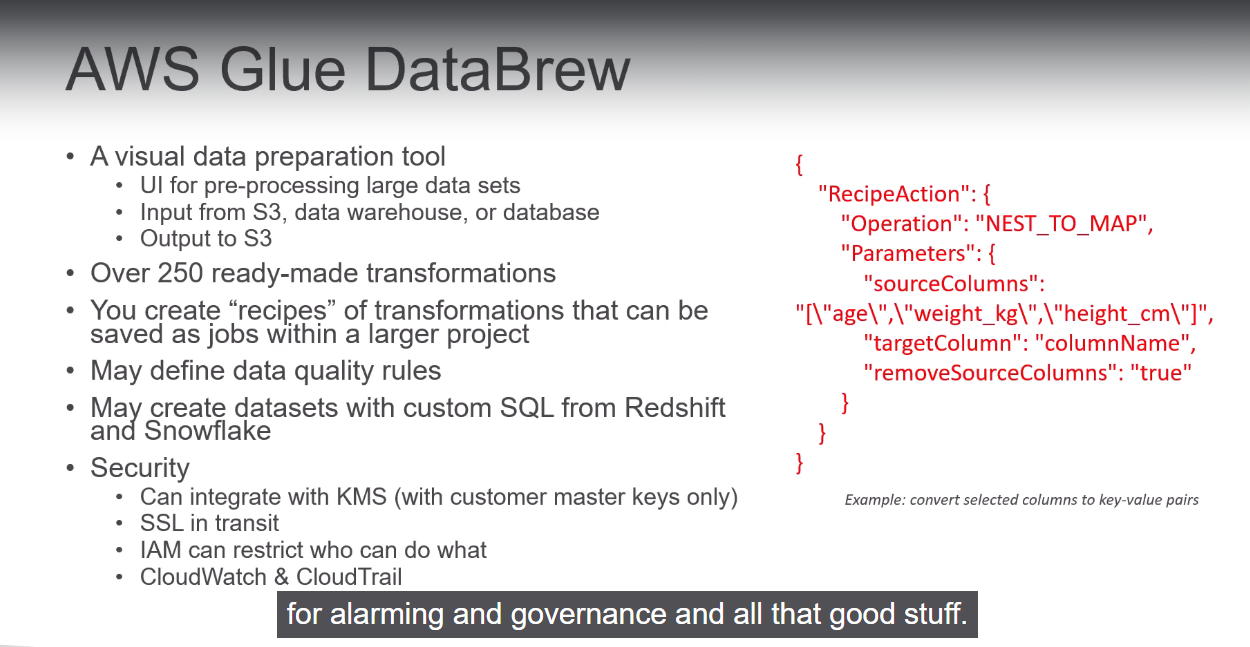 AWS Glue DataBrew
• A visual data preparation tool
• UI for pre-processing large data sets
• Input from S3, data warehouse, or database
• Output to S3
• Over 250 ready-made transformations
• You create “recipes” of transformations that can be
saved as jobs within a larger project
• May define data quality rules
• May create datasets with custom SQL from Redshift
and Snowflake
• Security
• Can integrate with KMS (with customer master keys only)
• SSL in transit
• IAM can restrict who can do what
• CloudWatch & CloudTrail
{
"RecipeAction": {
"Operation": "NEST_TO_MAP",
"Parameters": {
"sourceColumns":
"[\"age\",\"weight_kg\",\"height_cm\"]",
"targetColumn": "columnName",
"removeSourceColumns": "true"
}
}
}
Example: convert selected columns to key-value pairs
for alarming and governance and all that good stuff.